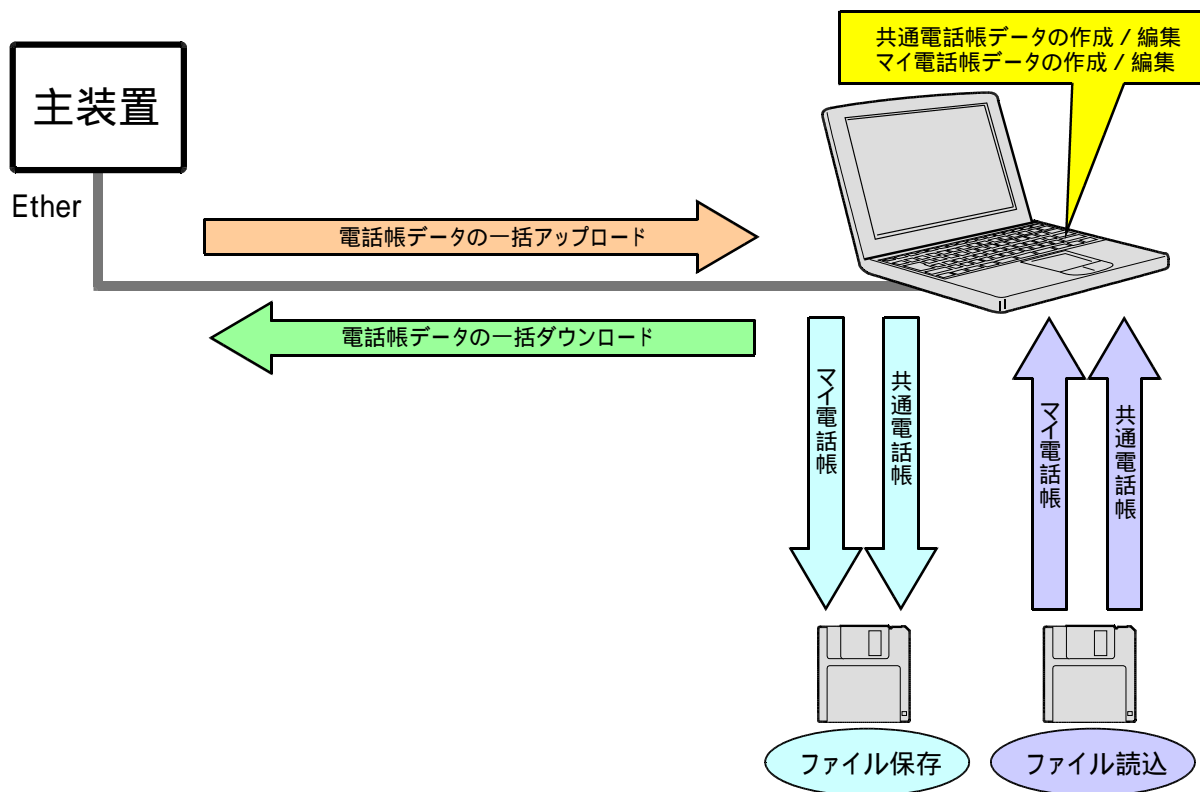 共通電話帳データの作成 / 編集
マイ電話帳データの作成 / 編集
主装置
Ether
電話帳データの一括アップロード
電話帳データの一括ダウンロード
マイ電話帳
共通電話帳
マイ電話帳
共通電話帳
ファイル保存
ファイル読込